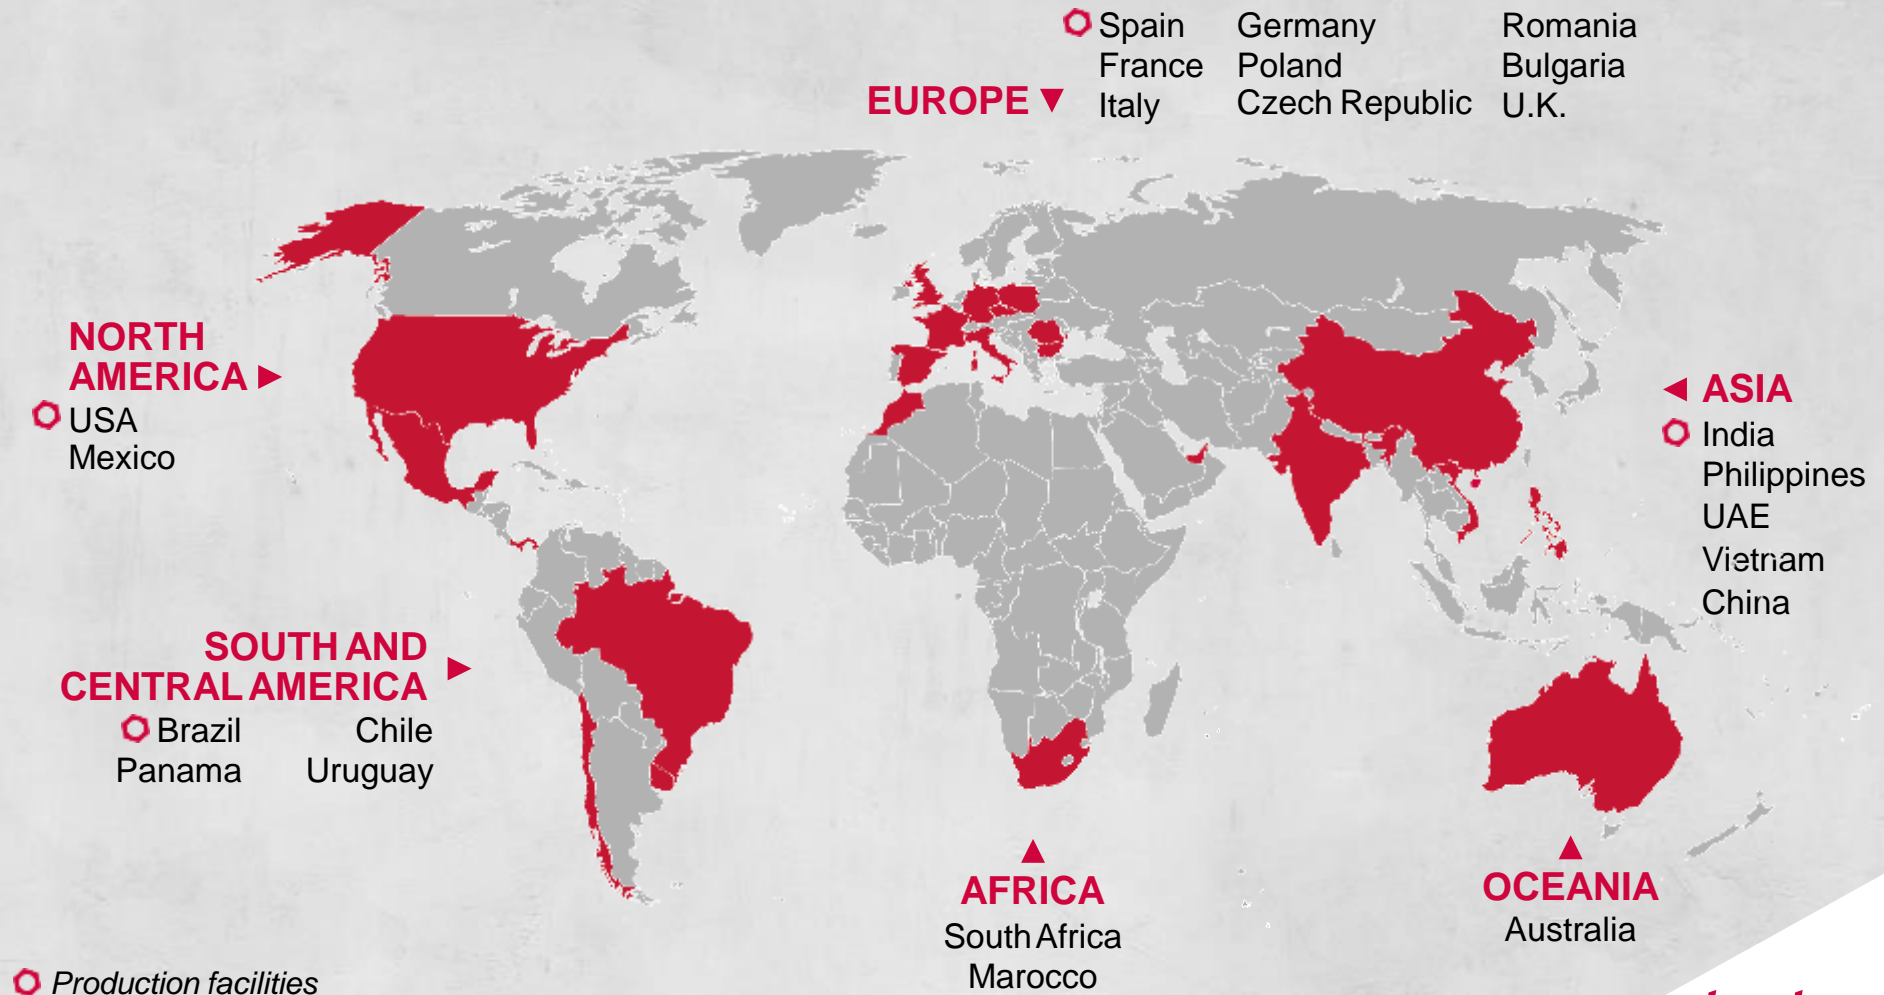 Spain Germany Romania
France Poland Bulgaria
EUROPE Italy Czech Republic U.K.
NORTH
AMERICA
USA
Mexico
ASIA
India
Philippines
UAE
Vietnam
China
SOUTH AND
CENTRAL AMERICA
Brazil Chile
Panama Uruguay
AFRICA
South Africa
Marocco
OCEANIA
Australia
Production facilities